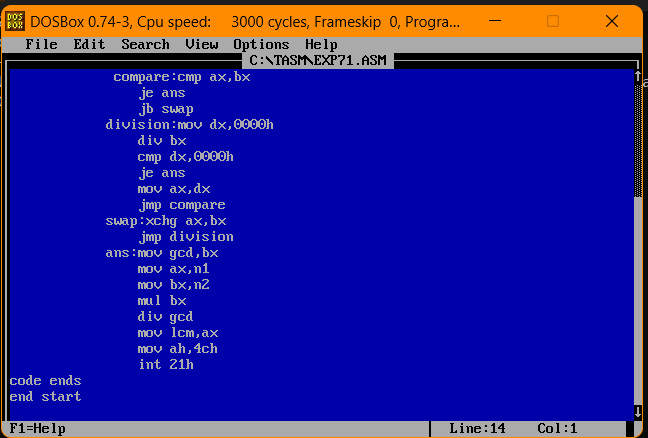 DOS BOX DOSBox 0.74-3, Cpu speed: 3000 cycles, Frameskip 0, Progra...
File Edit Search View Options Help
C:\TASM\EXP71.ASM
compare:cmp ax,bx
je ans
jb swap
division:mov dx,0000h
div bx
cmp dx,0000h
je ans
mov ax,dx
jmp compare
swap:xchg ax,bx
jmp division
ans:mov gcd,bx
mov ax,n1
mov bx,n2
mul bx
div gcd
mov lcm,ax
mov ah,4ch
int 21h
code ends
end start
F1=Help Line:14 Col:1